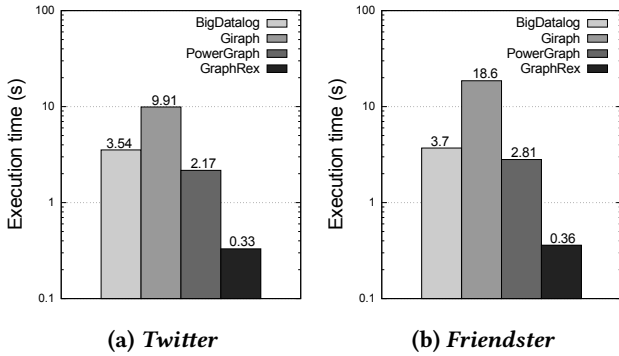 100
10
1
0.1
Execution time (s)
BigDatalog
Giraph
PowerGraph
GraphRex
3.54
9.91
2.17
0.33
(a) Twitter
100
10
1
0.1
Execution time (s)
BigDatalog
Giraph
PowerGraph
GraphRex
3.7
18.6
2.81
0.36
(b) Friendster